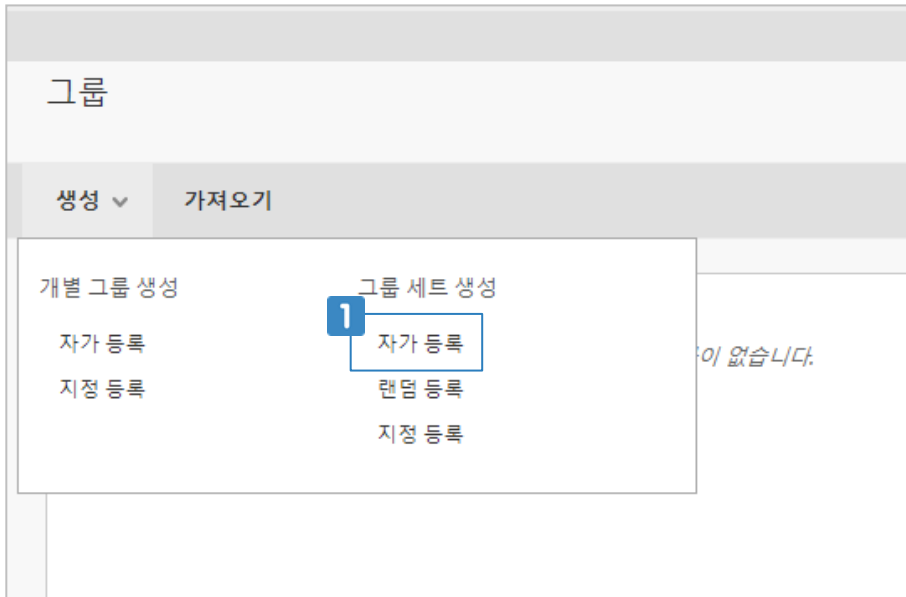 그룹
생성 가져오기
개별 그룹 생성
자가 등록
지정 등록
그룹 세트 생성
1
자가 등록
랜덤 등록
지정 등록
이 없습니다.